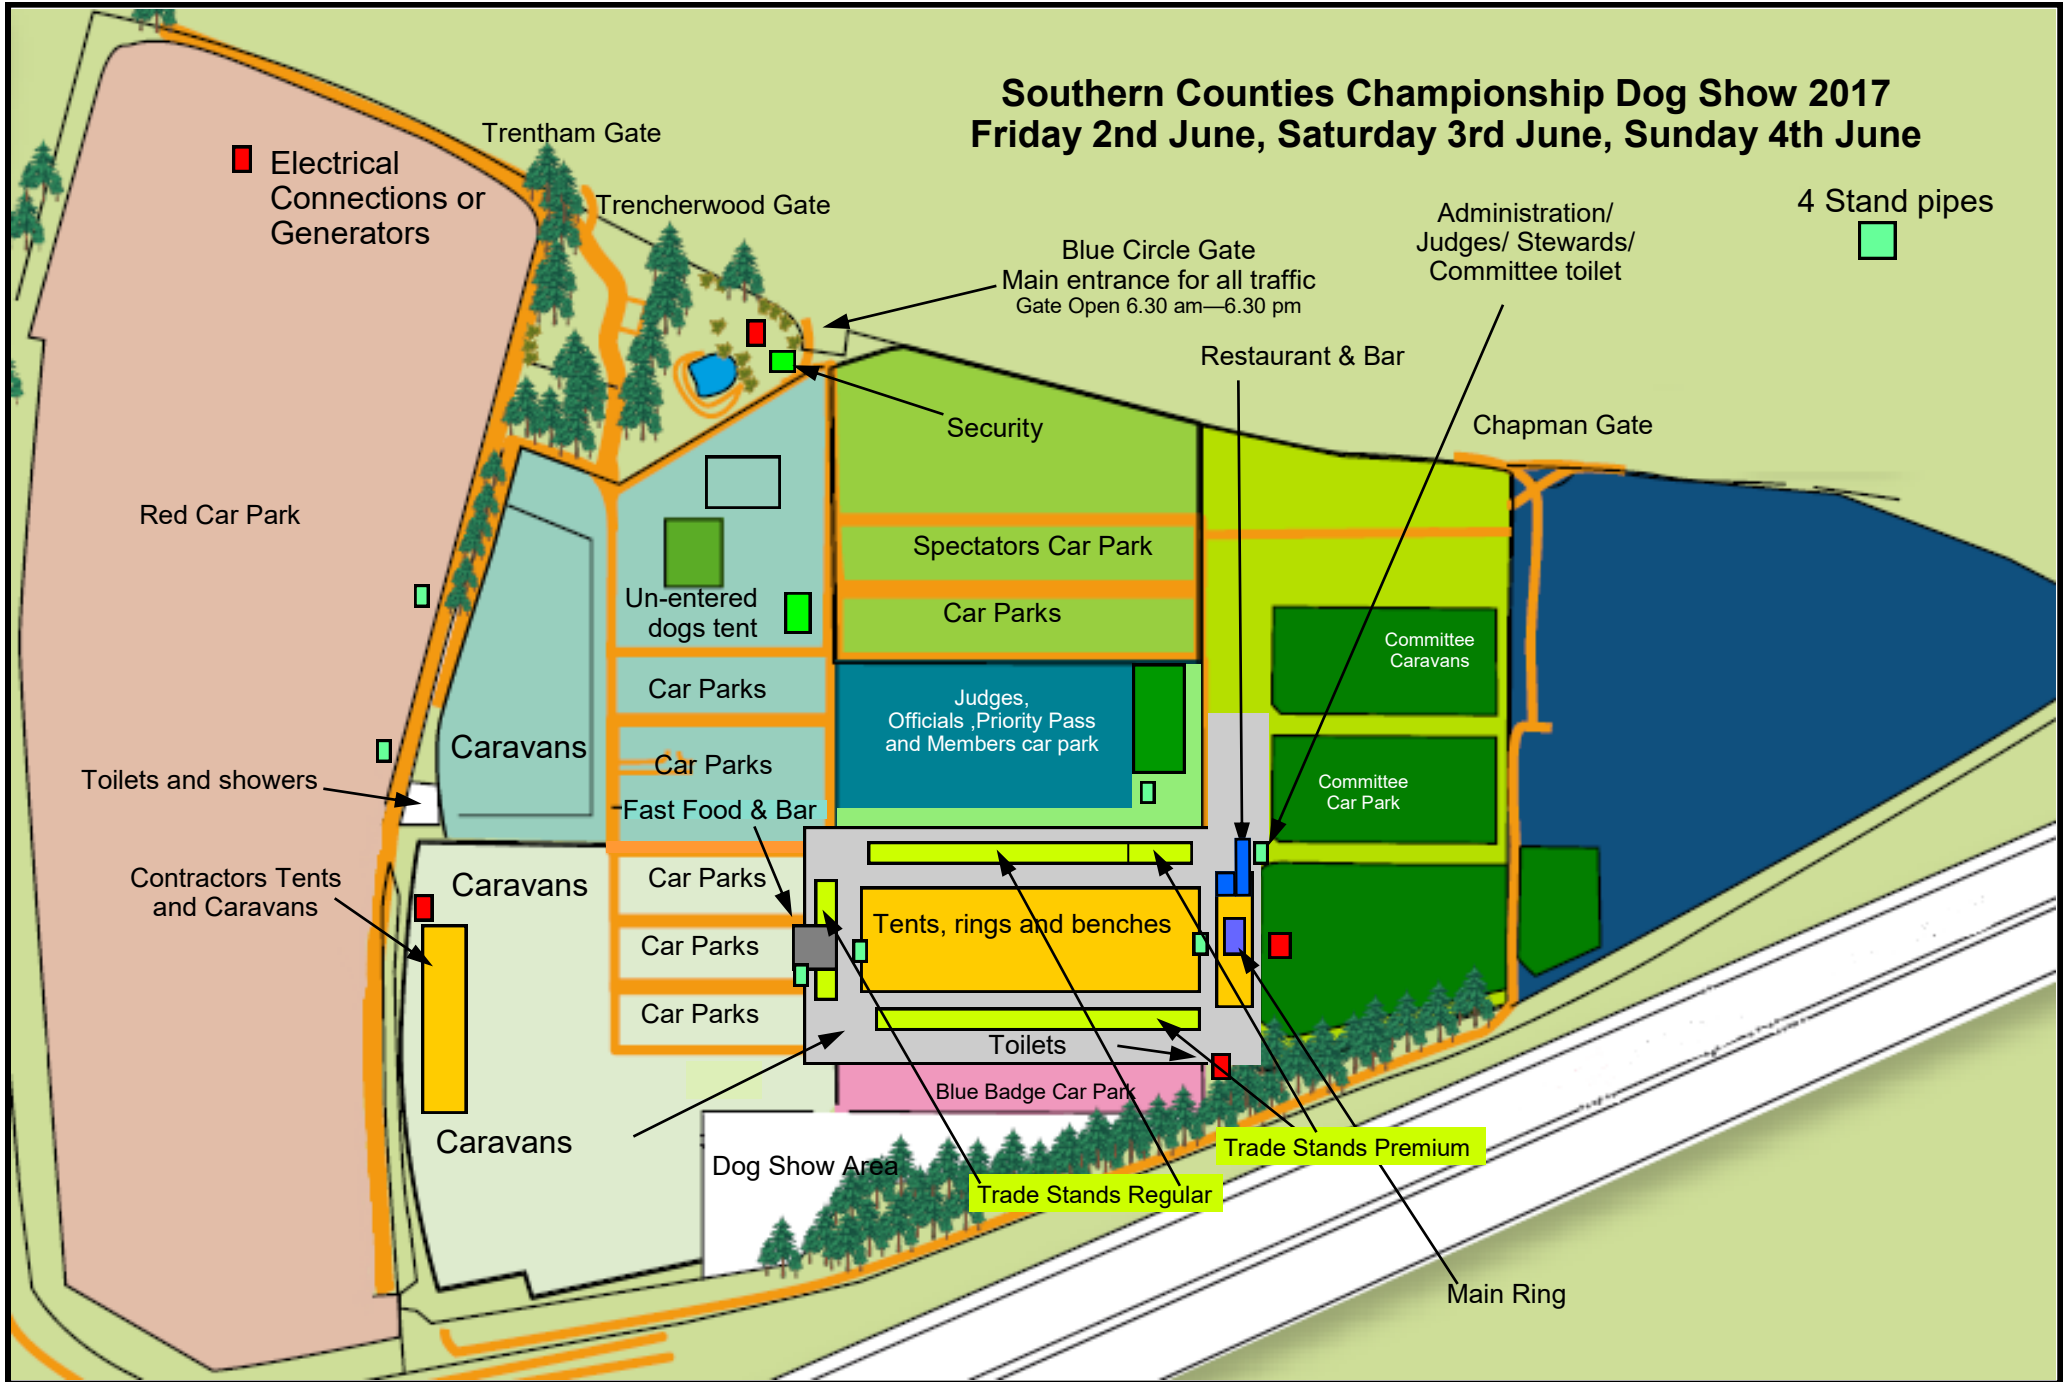 Southern Counties Championship Dog Show 2017
Friday 2nd June, Saturday 3rd June, Sunday 4th June
Trentham Gate
Electrical
Connections or
Generators
Trencherwood Gate
4 Stand pipes
Administration/
Judges/ Stewards/
Committee toilet
Blue Circle Gate
Main entrance for all traffic
Gate Open 6.30 am—6.30 pm
Restaurant & Bar
Security
Chapman Gate
Red Car Park
Spectators Car Park
Un-entered
dogs tent
Car Parks
Committee
Caravans
Car Parks
Judges,
Officials ,Priority Pass
and Members car park
Caravans
Car Parks
Toilets and showers
Committee
Car Park
Fast Food & Bar
Contractors Tents
and Caravans
Caravans
Car Parks
Tents, rings and benches
Car Parks
Car Parks
Toilets
Blue Badge Car Park
Caravans
Trade Stands Premium
Dog Show Area
Trade Stands Regular
Main Ring